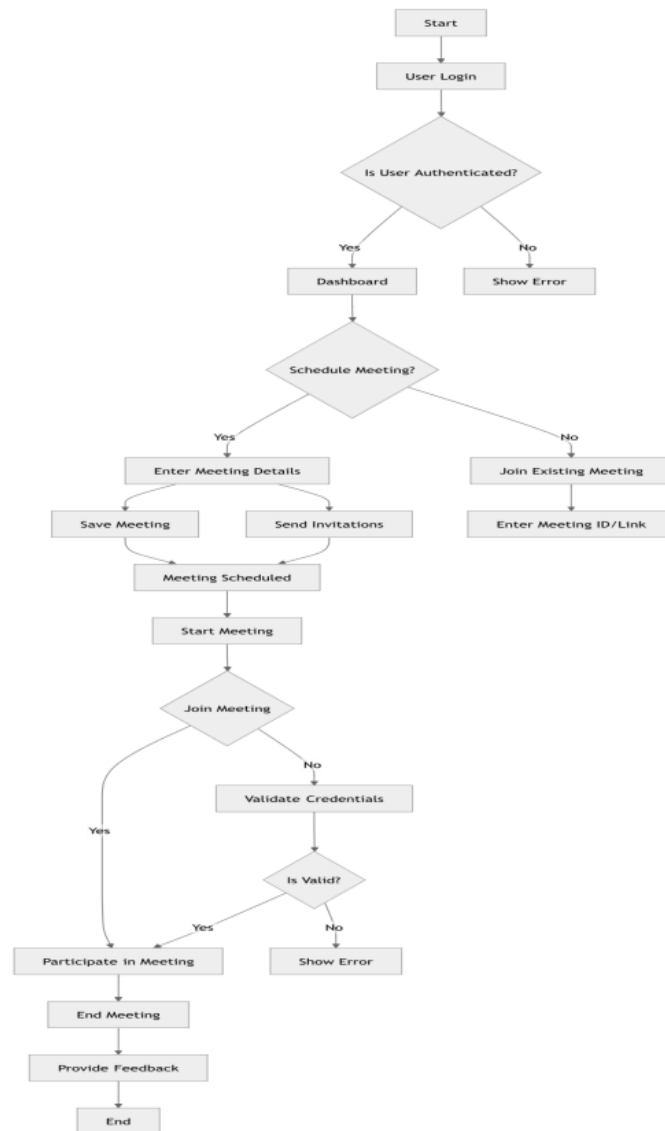 Start
User Login
Is User Authenticated?
Yes
No
Dashboard
Show Error
Schedule Meeting?
Yes
No
Enter Meeting Details
Join Existing Meeting
Save Meeting
Send Invitations
Enter Meeting ID/Link
Meeting Scheduled
Start Meeting
Join Meeting
No
Validate Credentials
Yes
Is Valid?
Yes
No
Participate in Meeting
Show Error
End Meeting
Provide Feedback
End